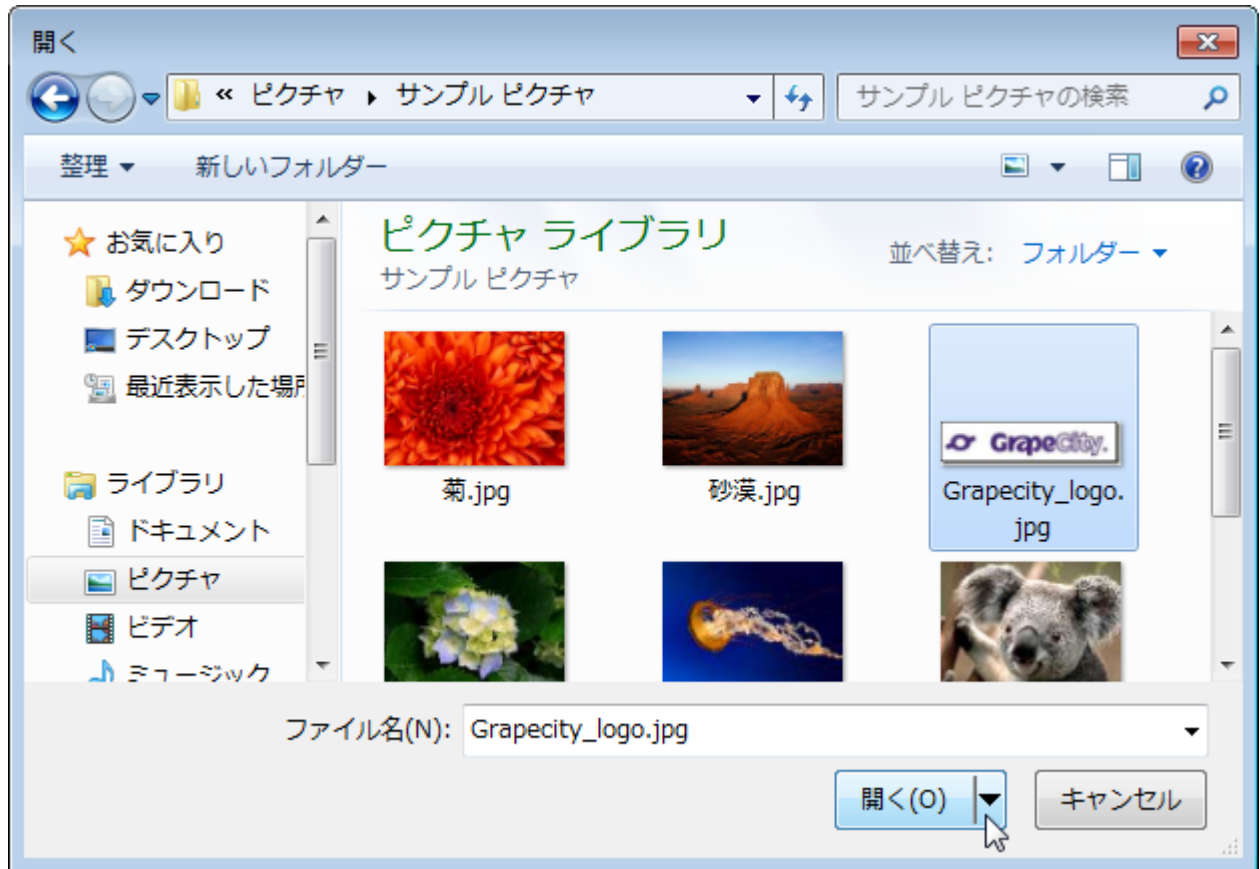 開く
« ピクチャ ▸ サンプル ピクチャ
サンプル ピクチャの検索
整理 ▼ 新しいフォルダー
お気に入り
ダウンロード
デスクトップ
最近表示した場所
ライブラリ
ドキュメント
ピクチャ
ビデオ
ミュージック
ピクチャ ライブラリ
サンプル ピクチャ
並べ替え: フォルダー ▼
菊.jpg
砂漠.jpg
GrapeCity.
Grapecity_logo.
jpg
ファイル名(N): Grapecity_logo.jpg
開く(O)
キャンセル